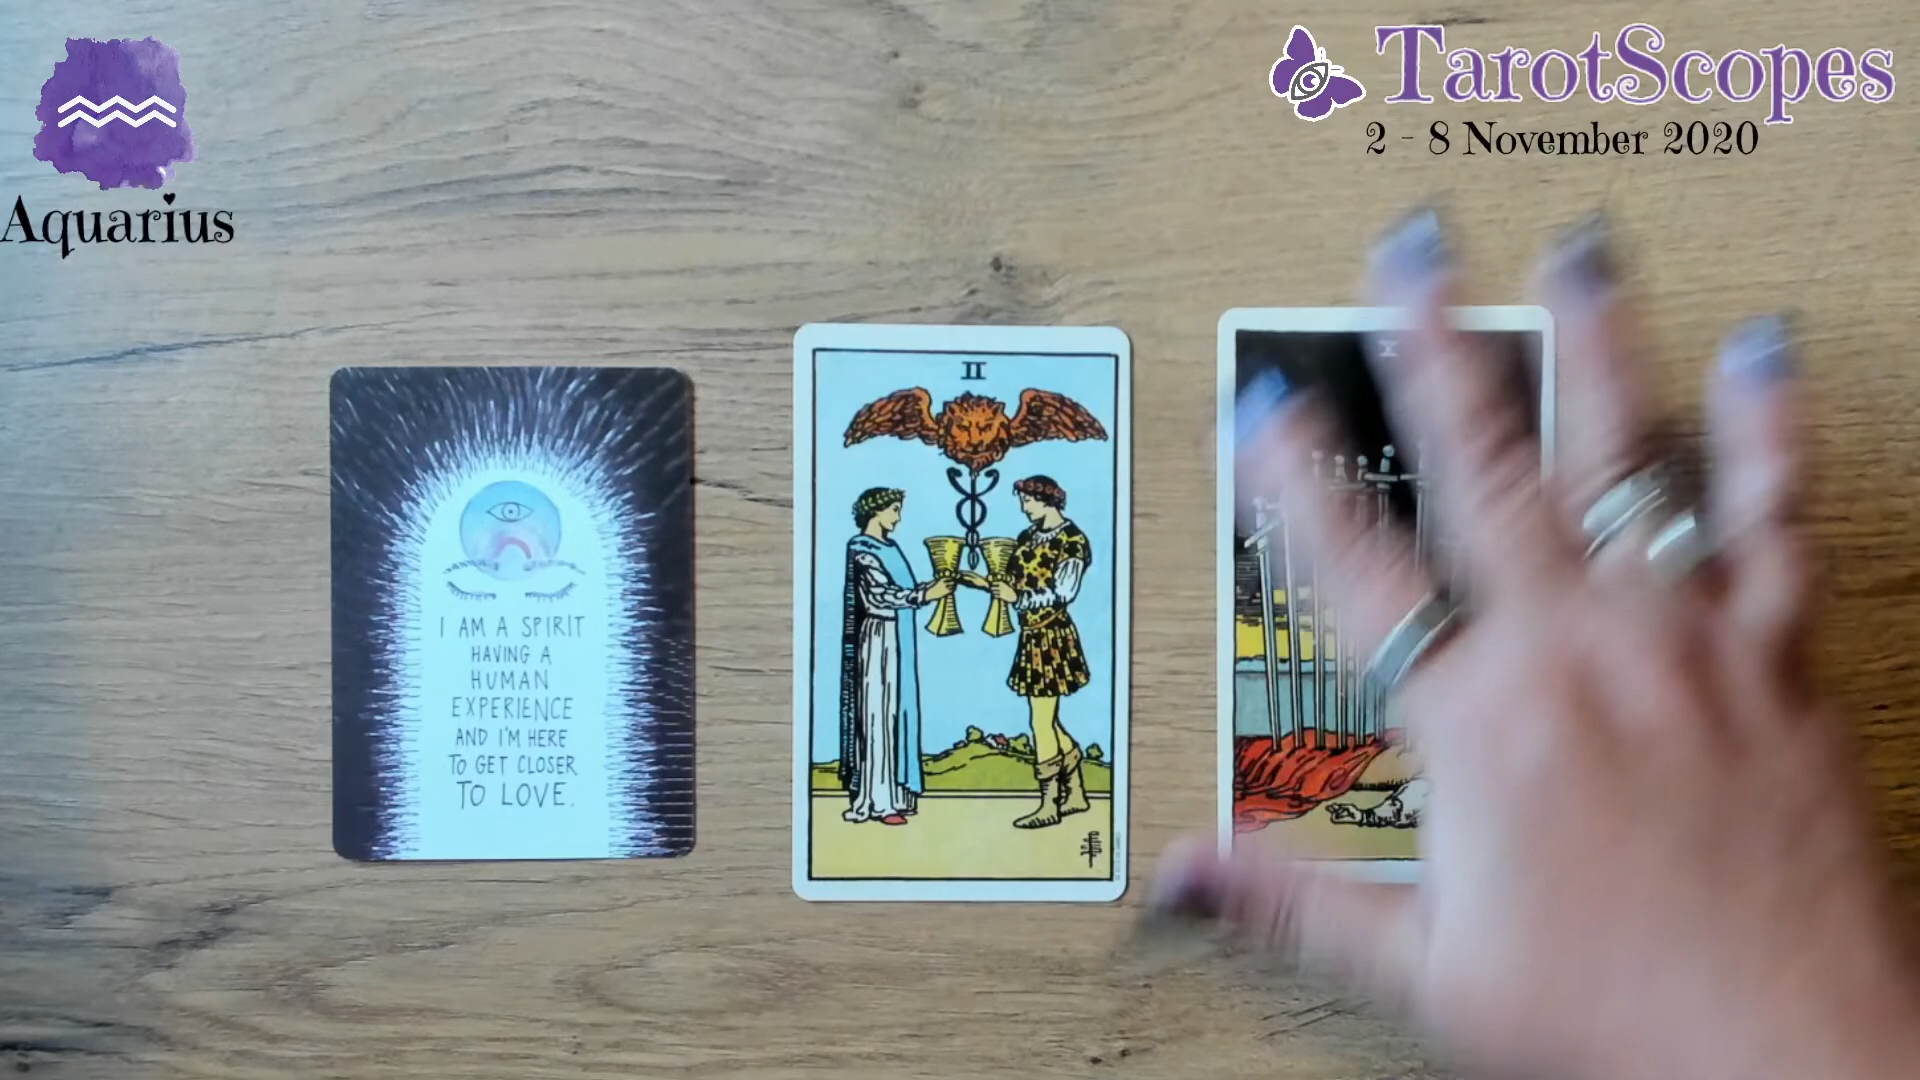 Aquarius
TarotScopes
2 - 8 November 2020
I AM A SPIRIT
HAVING A
HUMAN
EXPERIENCE
AND I'M HERE
TO GET CLOSER
TO LOVE.
II
X